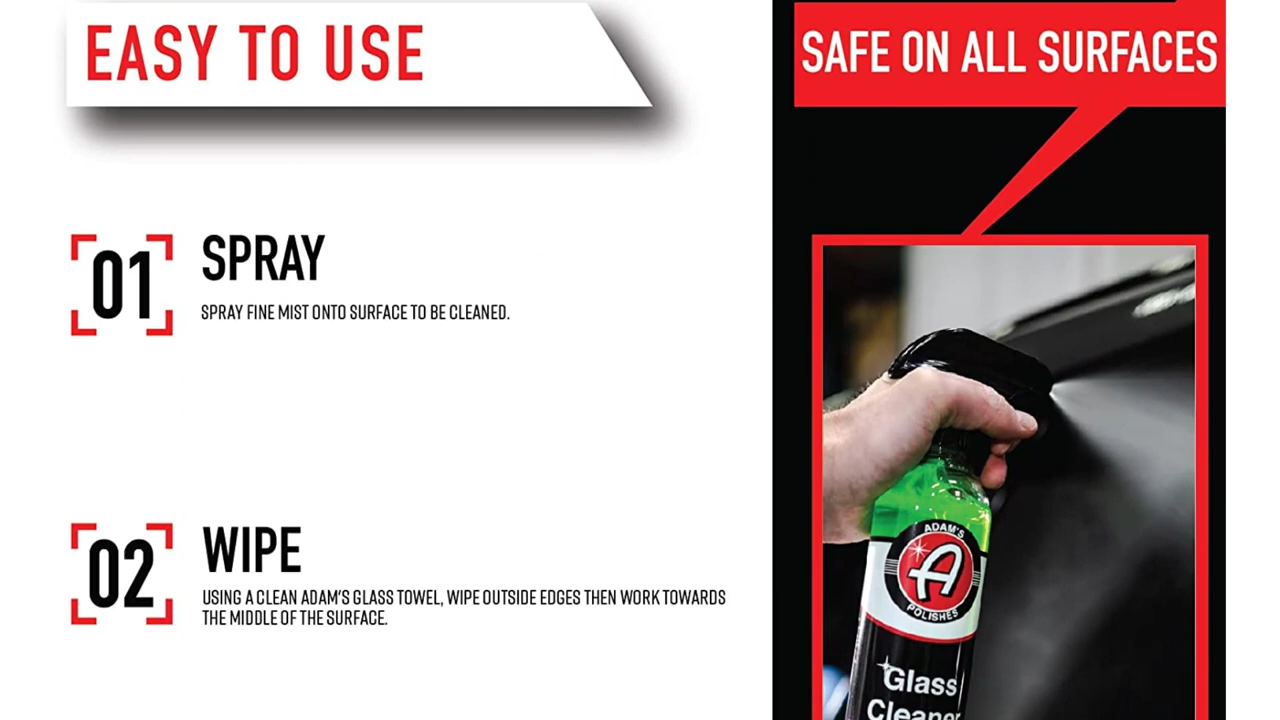 EASY TO USE
01
SPRAY
SPRAY FINE MIST ONTO SURFACE TO BE CLEANED.
02
WIPE
USING A CLEAN ADAM'S GLASS TOWEL, WIPE OUTSIDE EDGES THEN WORK TOWARDS
THE MIDDLE OF THE SURFACE.
SAFE ON ALL SURFACES
ADAM'S
A
POLISHES
Glass
Cleaner